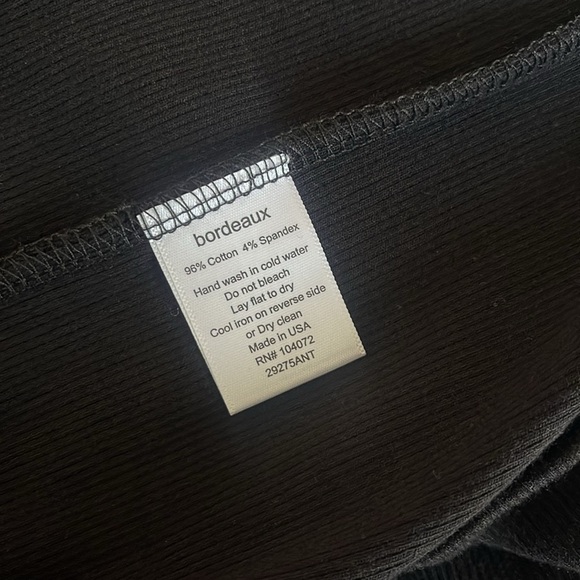 bordeaux
96% Cotton 4% Spandex
Hand wash in cold water
Do not bleach
Lay flat to dry
Cool iron on reverse side
or Dry clean
Made in USA
RN# 104072
29275ANT